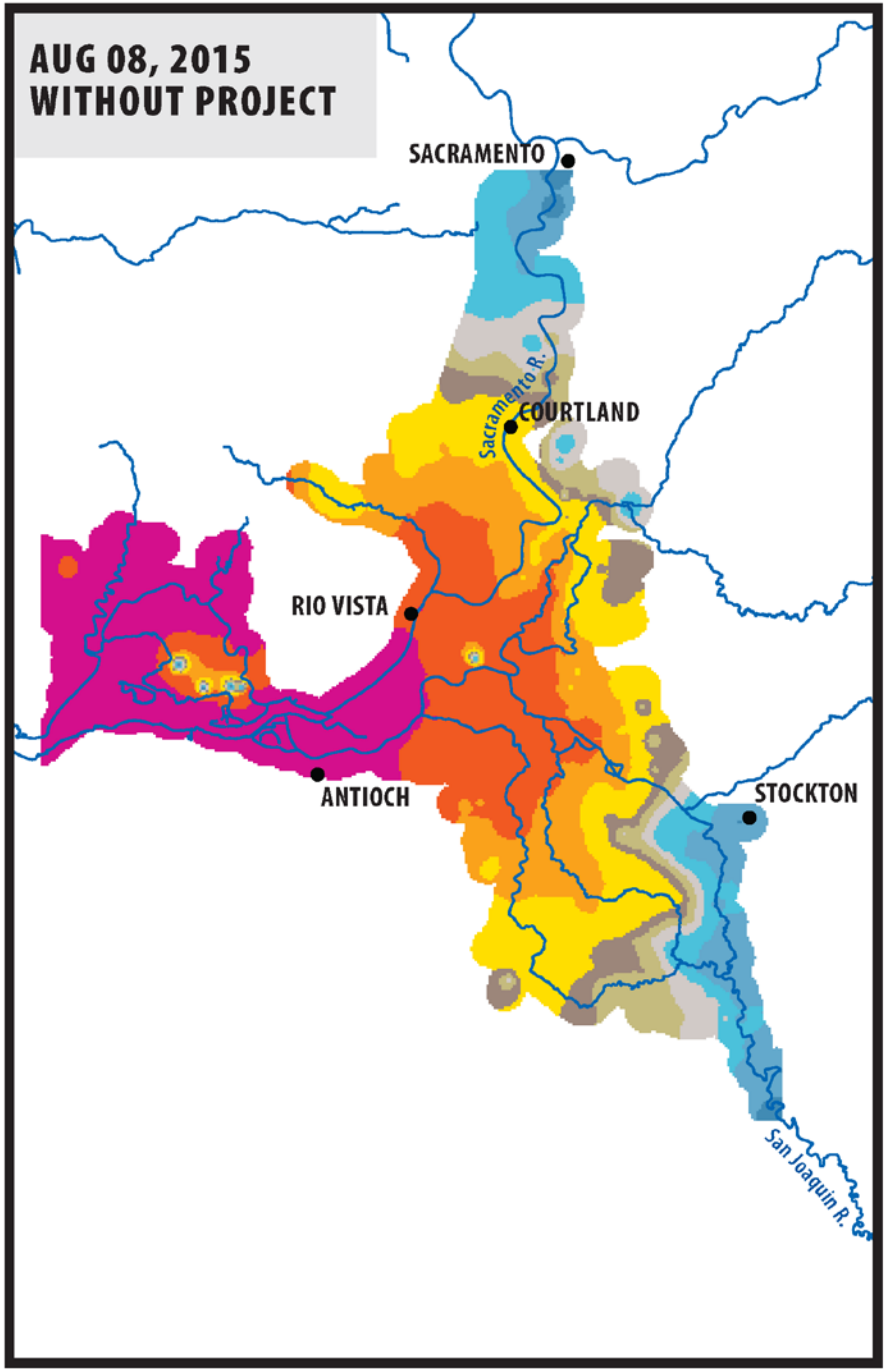 AUG 08, 2015
WITHOUT PROJECT
SACRAMENTO
Sacramento R.
COURTLAND
RIO VISTA
ANTIOCH
STOCKTON
San Joaquin R.